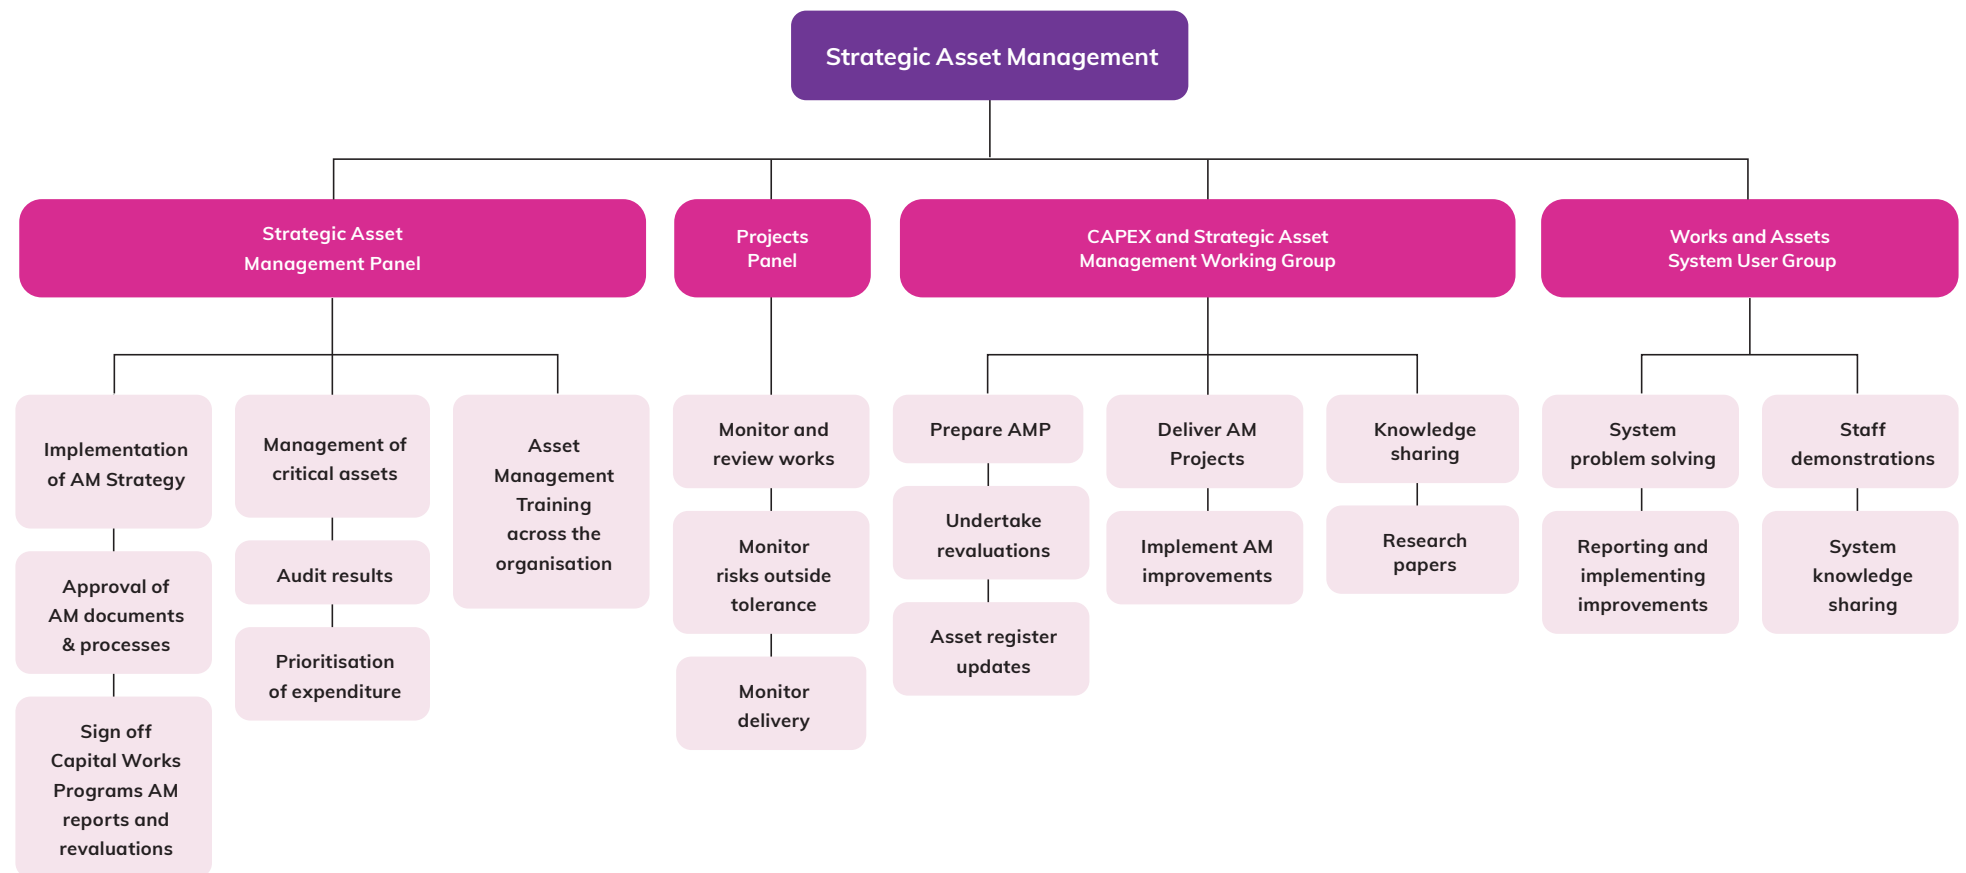 Strategic Asset Management
Strategic Asset
Management Panel
Projects
Panel
CAPEX and Strategic Asset
Management Working Group
Works and Assets
System User Group
Implementation
of AM Strategy
Approval of
AM documents
& processes
Sign off
Capital Works
Programs AM
reports and
revaluations
Management of
critical assets
Audit results
Prioritisation
of expenditure
Asset
Management
Training
across the
organisation
Monitor and
review works
Monitor
risks outside
tolerance
Monitor
delivery
Prepare AMP
Undertake
revaluations
Asset register
updates
Deliver AM
Projects
Implement AM
improvements
Knowledge
sharing
Research
papers
System
problem solving
Reporting and
implementing
improvements
Staff
demonstrations
System
knowledge
sharing